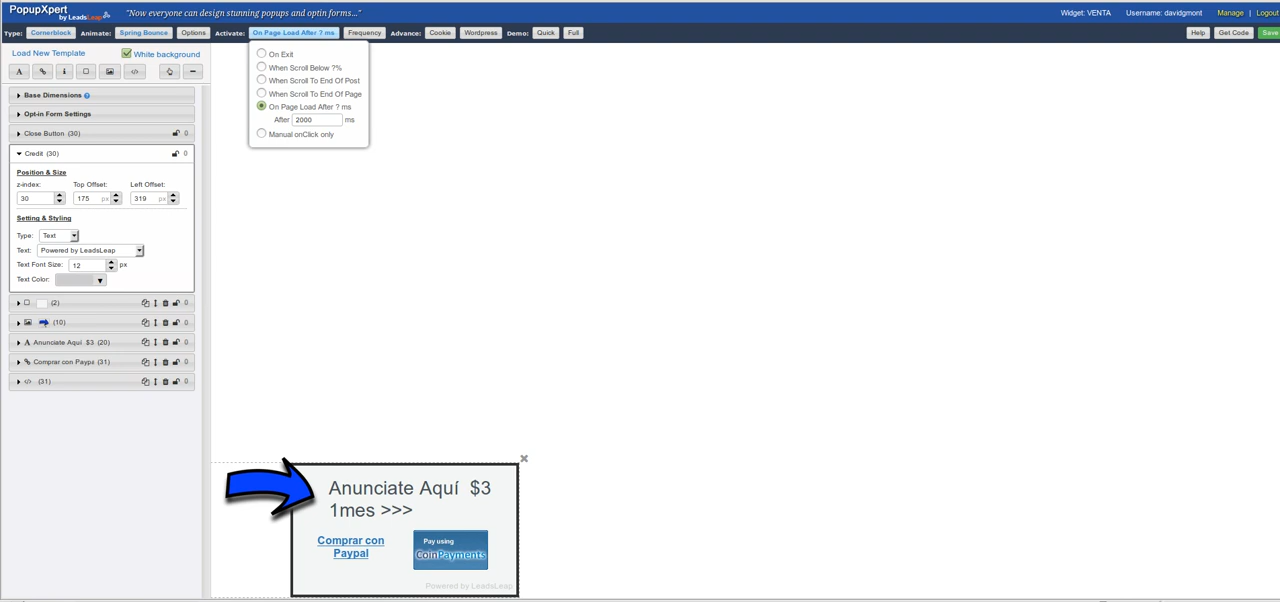 PopupXpert
by LeadsLeap
"Now everyone can design stunning popups and optin forms..."
Widget: VENTA
Username: davidgmont
Manage | Logout
Type: Cornerblock Animate: Spring Bounce Options Activate: On Page Load After ? ms Frequency Advance: Cookie Wordpress Demo: Quick Full
Help Get Code Save
Load New Template
White background
On Exit
When Scroll Below ?%
When Scroll To End Of Post
When Scroll To End Of Page
On Page Load After ? ms
After 2000 ms
Manual onClick only
Base Dimensions
Opt-in Form Settings
Close Button (30) 0
Credit (30) 0
Position & Size
z-index: Top Offset: Left Offset:
30 175 px 319 px
Setting & Styling
Type: Text
Text: Powered by LeadsLeap
Text Font Size: 12 px
Text Color:
(2) 0
(10) 0
A Anunciate Aquí $3 (20) 0
Comprar con Paypa (31) 0
</> (31) 0
Anunciate Aquí $3
1mes >>>
Comprar con
Paypal
Pay using
CoinPayments
Powered by LeadsLeap